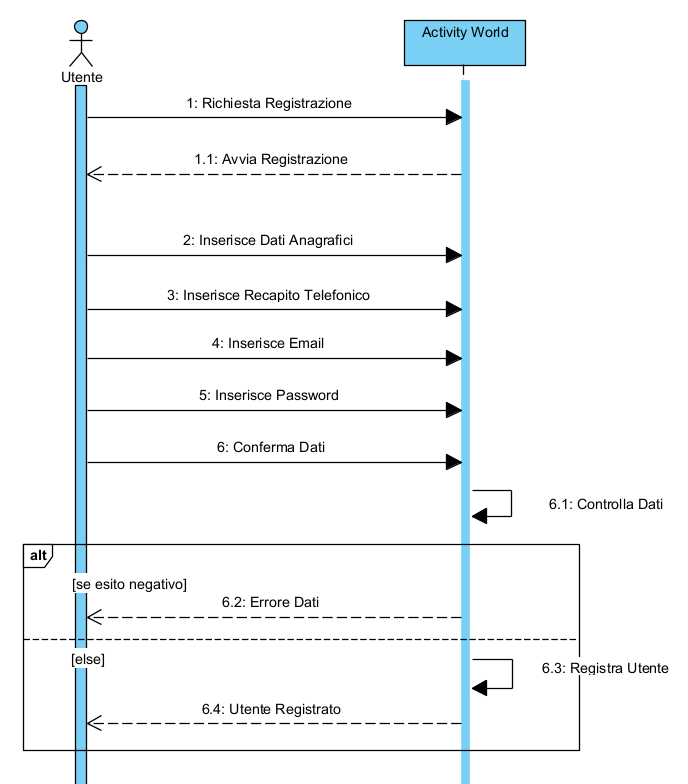 Activity World
Utente
1: Richiesta Registrazione
1.1: Avvia Registrazione
2: Inserisce Dati Anagrafici
3: Inserisce Recapito Telefonico
4: Inserisce Email
5: Inserisce Password
6: Conferma Dati
6.1: Controlla Dati
alt
[se esito negativo]
6.2: Errore Dati
[else]
6.3: Registra Utente
6.4: Utente Registrato